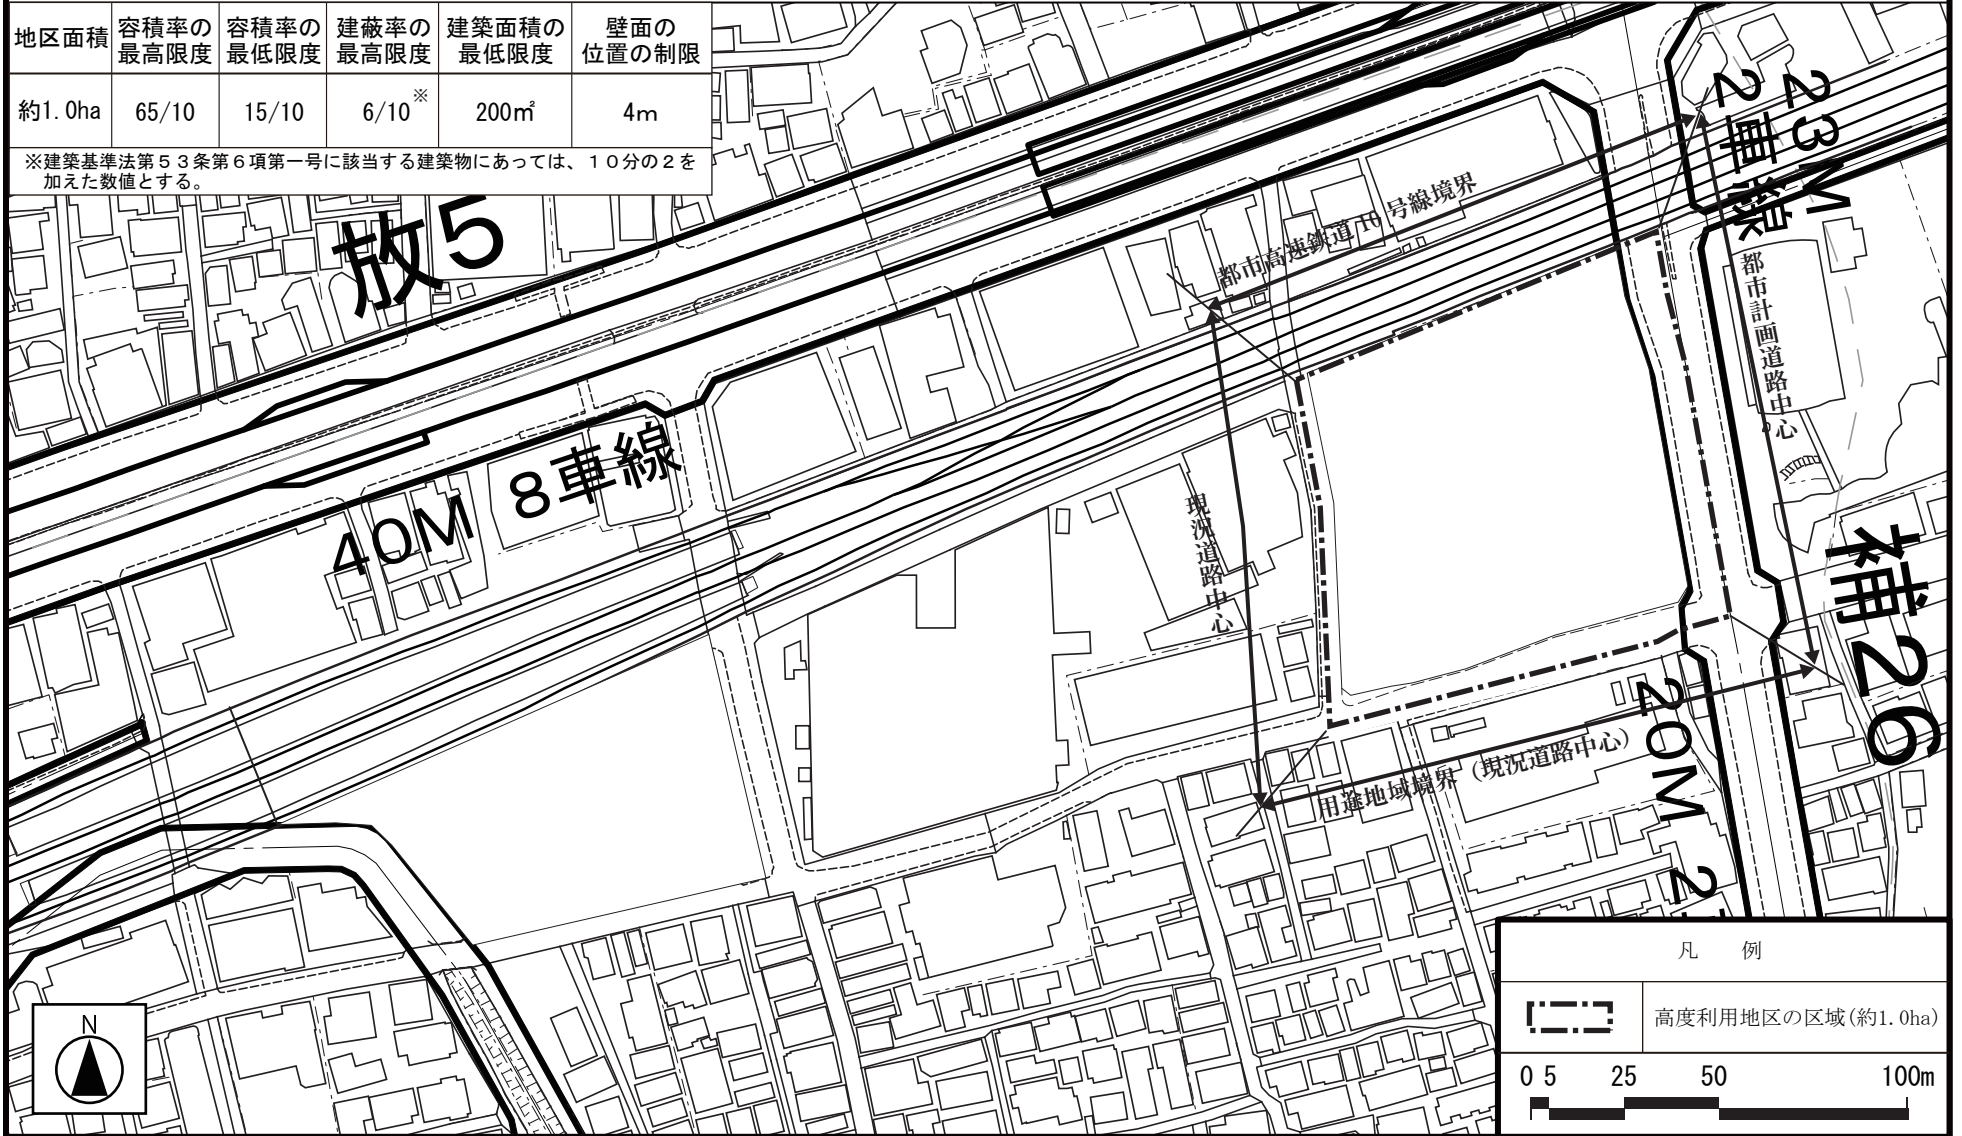 地区面積
容積率の
最高限度
容積率の
最低限度
建蔽率の
最高限度
建築面積の
最低限度
壁面の
位置の制限
約1.0ha
65/10
15/10
6/10※
200㎡
4m
※建築基準法第５３条第６項第一号に該当する建築物にあっては、１０分の２を
加えた数値とする。
放5
40M 8車線
23M
2車線
都市高速鉄道10号線境界
都市計画道路中心
現況道路中心
補26
用途地域境界（現況道路中心）
20M 2
N
凡 例
高度利用地区の区域(約1.0ha)
0 5 25 50 100m